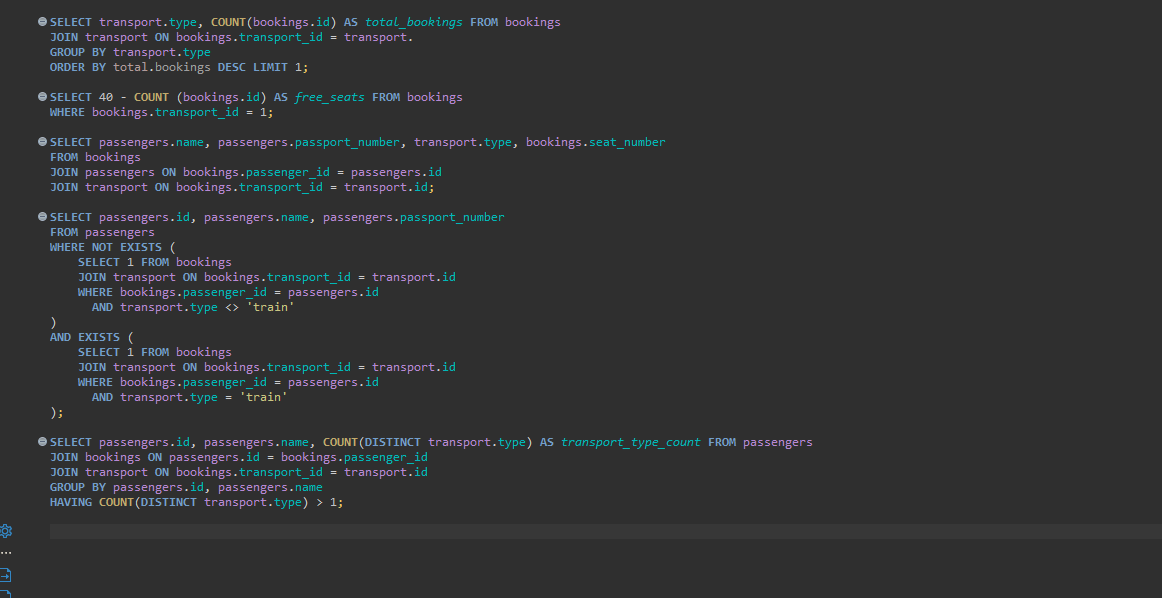 SELECT transport.type, COUNT(bookings.id) AS total_bookings FROM bookings
JOIN transport ON bookings.transport_id = transport.
GROUP BY transport.type
ORDER BY total.bookings DESC LIMIT 1;
SELECT 40 - COUNT (bookings.id) AS free_seats FROM bookings
WHERE bookings.transport_id = 1;
SELECT passengers.name, passengers.passport_number, transport.type, bookings.seat_number
FROM bookings
JOIN passengers ON bookings.passenger_id = passengers.id
JOIN transport ON bookings.transport_id = transport.id;
SELECT passengers.id, passengers.name, passengers.passport_number
FROM passengers
WHERE NOT EXISTS (
    SELECT 1 FROM bookings
    JOIN transport ON bookings.transport_id = transport.id
    WHERE bookings.passenger_id = passengers.id
      AND transport.type <> 'train'
)
AND EXISTS (
    SELECT 1 FROM bookings
    JOIN transport ON bookings.transport_id = transport.id
    WHERE bookings.passenger_id = passengers.id
      AND transport.type = 'train'
);
SELECT passengers.id, passengers.name, COUNT(DISTINCT transport.type) AS transport_type_count FROM passengers
JOIN bookings ON passengers.id = bookings.passenger_id
JOIN transport ON bookings.transport_id = transport.id
GROUP BY passengers.id, passengers.name
HAVING COUNT(DISTINCT transport.type) > 1;